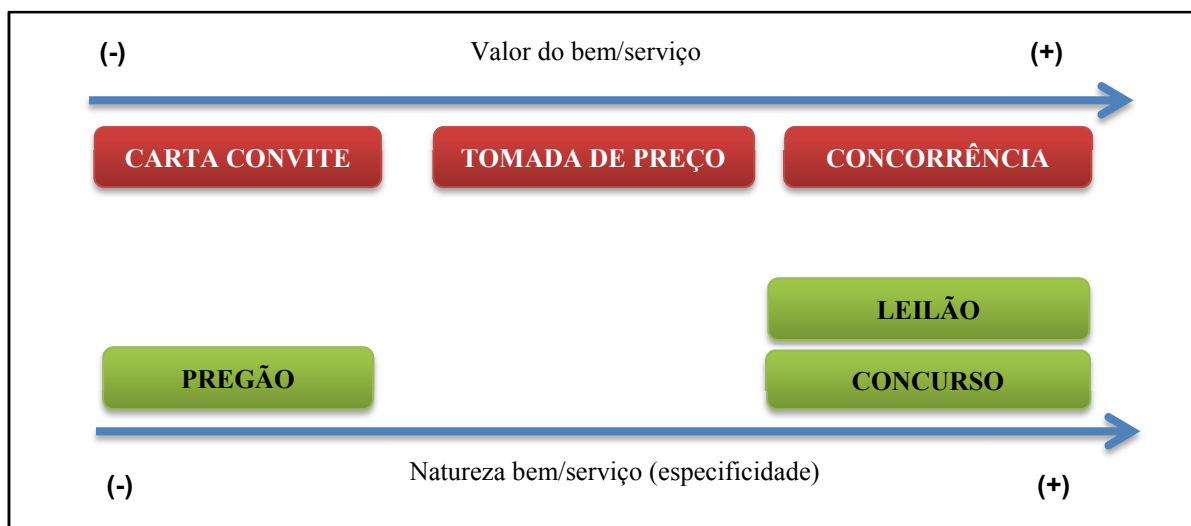 (-) Valor do bem/serviço (+)
CARTA CONVITE TOMADA DE PREÇO CONCORRÊNCIA
LEILÃO
PREGÃO CONCURSO
Natureza bem/serviço (especificidade)
(-) (+)